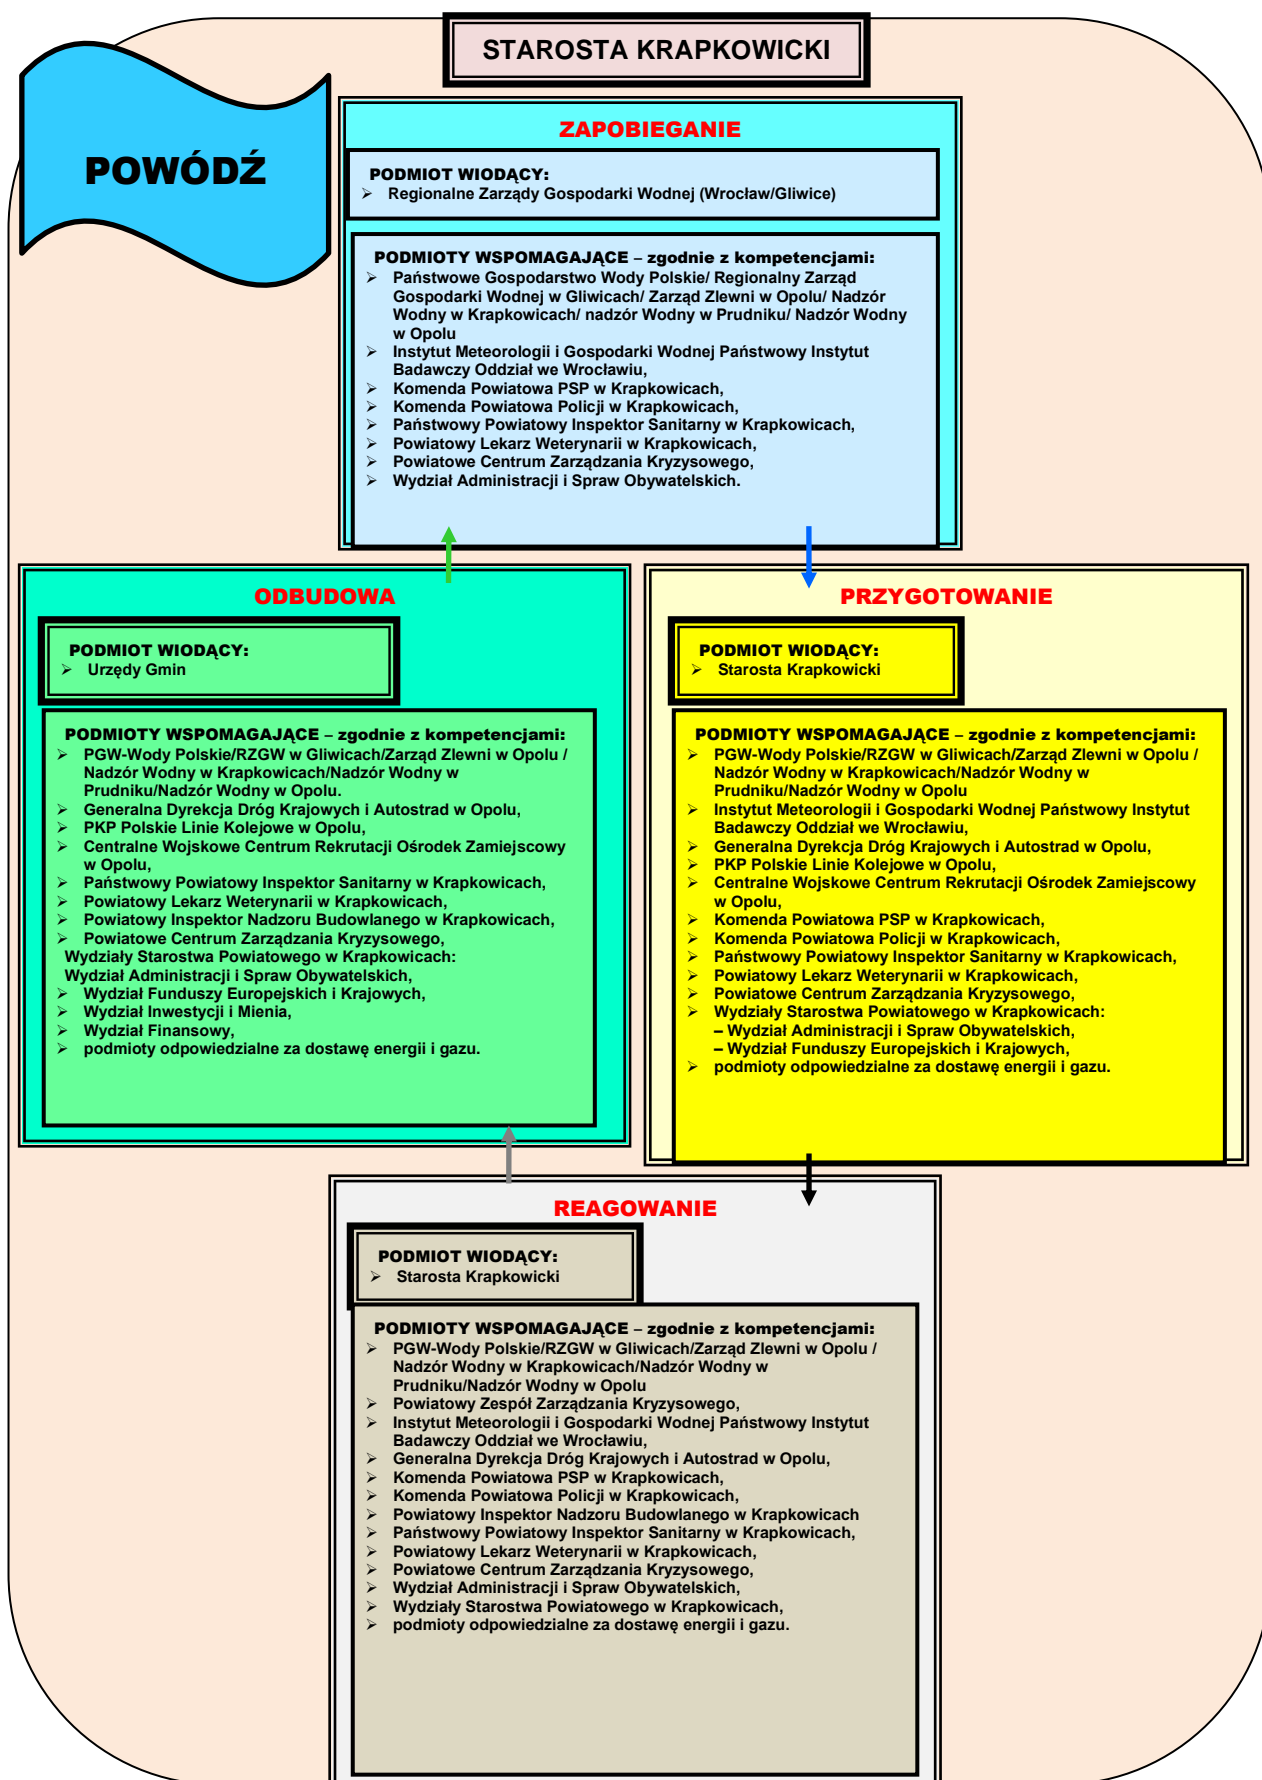 STAROSTA KRAPKOWICKI
POWÓDŹ
ZAPOBIEGANIE
PODMIOT WIODĄCY:
➢ Regionalne Zarządy Gospodarki Wodnej (Wrocław/Gliwice)
PODMIOTY WSPOMAGAJĄCE – zgodnie z kompetencjami:
➢ Państwowe Gospodarstwo Wody Polskie/ Regionalny Zarząd
Gospodarki Wodnej w Gliwicach/ Zarząd Zlewni w Opolu/ Nadzór
Wodny w Krapkowicach/ nadzór Wodny w Prudniku/ Nadzór Wodny
w Opolu
➢ Instytut Meteorologii i Gospodarki Wodnej Państwowy Instytut
Badawczy Oddział we Wrocławiu,
➢ Komenda Powiatowa PSP w Krapkowicach,
➢ Komenda Powiatowa Policji w Krapkowicach,
➢ Państwowy Powiatowy Inspektor Sanitarny w Krapkowicach,
➢ Powiatowy Lekarz Weterynarii w Krapkowicach,
➢ Powiatowe Centrum Zarządzania Kryzysowego,
➢ Wydział Administracji i Spraw Obywatelskich.
ODBUDOWA
PODMIOT WIODĄCY:
➢ Urzędy Gmin
PODMIOTY WSPOMAGAJĄCE – zgodnie z kompetencjami:
➢ PGW-Wody Polskie/RZGW w Gliwicach/Zarząd Zlewni w Opolu /
Nadzór Wodny w Krapkowicach/Nadzór Wodny w
Prudniku/Nadzór Wodny w Opolu.
➢ Generalna Dyrekcja Dróg Krajowych i Autostrad w Opolu,
➢ PKP Polskie Linie Kolejowe w Opolu,
➢ Centralne Wojskowe Centrum Rekrutacji Ośrodek Zamiejscowy
w Opolu,
➢ Państwowy Powiatowy Inspektor Sanitarny w Krapkowicach,
➢ Powiatowy Lekarz Weterynarii w Krapkowicach,
➢ Powiatowy Inspektor Nadzoru Budowlanego w Krapkowicach,
➢ Powiatowe Centrum Zarządzania Kryzysowego,
Wydziały Starostwa Powiatowego w Krapkowicach:
Wydział Administracji i Spraw Obywatelskich,
➢ Wydział Funduszy Europejskich i Krajowych,
➢ Wydział Inwestycji i Mienia,
➢ Wydział Finansowy,
➢ podmioty odpowiedzialne za dostawę energii i gazu.
PRZYGOTOWANIE
PODMIOT WIODĄCY:
➢ Starosta Krapkowicki
PODMIOTY WSPOMAGAJĄCE – zgodnie z kompetencjami:
➢ PGW-Wody Polskie/RZGW w Gliwicach/Zarząd Zlewni w Opolu /
Nadzór Wodny w Krapkowicach/Nadzór Wodny w
Prudniku/Nadzór Wodny w Opolu
➢ Instytut Meteorologii i Gospodarki Wodnej Państwowy Instytut
Badawczy Oddział we Wrocławiu,
➢ Generalna Dyrekcja Dróg Krajowych i Autostrad w Opolu,
➢ PKP Polskie Linie Kolejowe w Opolu,
➢ Centralne Wojskowe Centrum Rekrutacji Ośrodek Zamiejscowy
w Opolu,
➢ Komenda Powiatowa PSP w Krapkowicach,
➢ Komenda Powiatowa Policji w Krapkowicach,
➢ Państwowy Powiatowy Inspektor Sanitarny w Krapkowicach,
➢ Powiatowy Lekarz Weterynarii w Krapkowicach,
➢ Powiatowe Centrum Zarządzania Kryzysowego,
➢ Wydziały Starostwa Powiatowego w Krapkowicach:
– Wydział Administracji i Spraw Obywatelskich,
– Wydział Funduszy Europejskich i Krajowych,
➢ podmioty odpowiedzialne za dostawę energii i gazu.
REAGOWANIE
PODMIOT WIODĄCY:
➢ Starosta Krapkowicki
PODMIOTY WSPOMAGAJĄCE – zgodnie z kompetencjami:
➢ PGW-Wody Polskie/RZGW w Gliwicach/Zarząd Zlewni w Opolu /
Nadzór Wodny w Krapkowicach/Nadzór Wodny w
Prudniku/Nadzór Wodny w Opolu
➢ Powiatowy Zespół Zarządzania Kryzysowego,
➢ Instytut Meteorologii i Gospodarki Wodnej Państwowy Instytut
Badawczy Oddział we Wrocławiu,
➢ Generalna Dyrekcja Dróg Krajowych i Autostrad w Opolu,
➢ Komenda Powiatowa PSP w Krapkowicach,
➢ Komenda Powiatowa Policji w Krapkowicach,
➢ Powiatowy Inspektor Nadzoru Budowlanego w Krapkowicach
➢ Państwowy Powiatowy Inspektor Sanitarny w Krapkowicach,
➢ Powiatowy Lekarz Weterynarii w Krapkowicach,
➢ Powiatowe Centrum Zarządzania Kryzysowego,
➢ Wydział Administracji i Spraw Obywatelskich,
➢ Wydziały Starostwa Powiatowego w Krapkowicach,
➢ podmioty odpowiedzialne za dostawę energii i gazu.